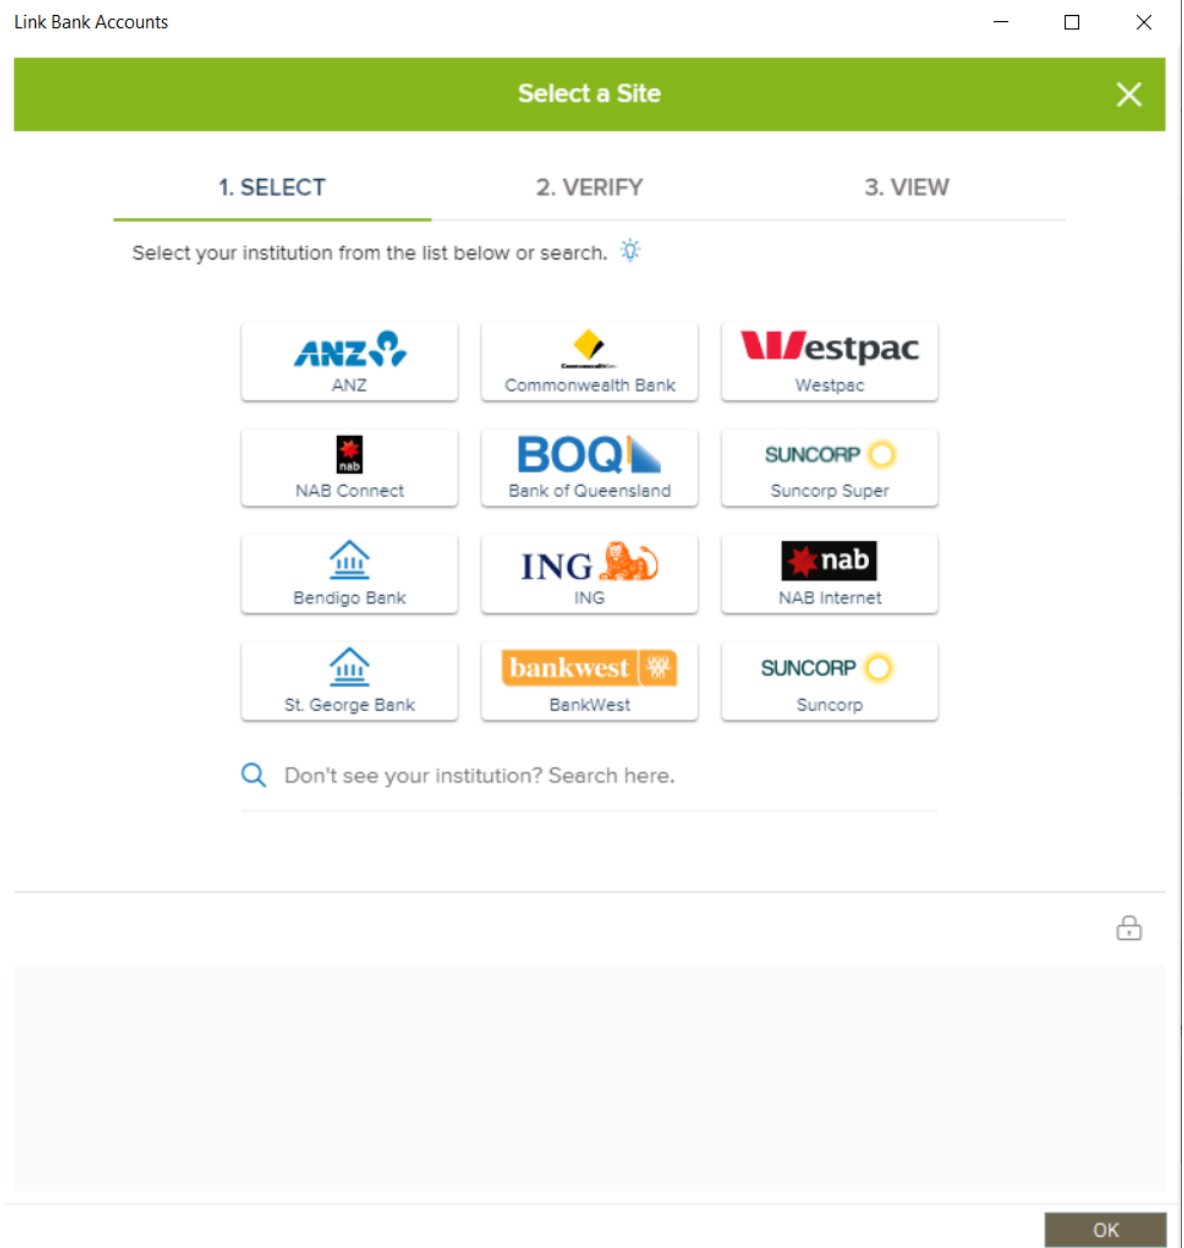 Link Bank Accounts
Select a Site
1. SELECT
2. VERIFY
3. VIEW
Select your institution from the list below or search.
ANZ
ANZ
CommonwealthBank
Commonwealth Bank
Westpac
Westpac
nab
NAB Connect
BOQ
Bank of Queensland
SUNCORP
Suncorp Super
Bendigo Bank
ING
ING
nab
NAB Internet
St. George Bank
bankwest
BankWest
SUNCORP
Suncorp
Don't see your institution? Search here.
OK